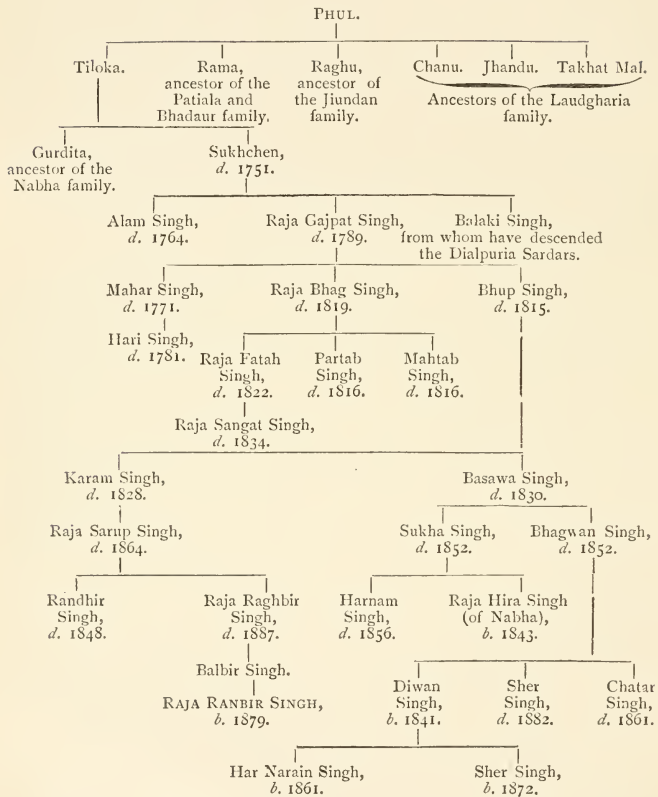 PHUL.
Tiloka.
Rama,
ancestor of the
Patiala and
Bhadaur family.
Raghu,
ancestor of
the Jiundan
family.
Chanu. Jhandu. Takhat Mal.
Ancestors of the Laudgharia
family.
Gurdita,
ancestor of the
Nabha family.
Sukhchen,
d. 1751.
Alam Singh,
d. 1764.
Raja Gajpat Singh,
d. 1789.
Balaki Singh,
from whom have descended
the Dialpuria Sardars.
Mahar Singh,
d. 1771.
Raja Bhag Singh,
d. 1819.
Bhup Singh,
d. 1815.
Hari Singh,
d. 1781.
Raja Fatah
Singh,
d. 1822.
Partab
Singh,
d. 1816.
Mahtab
Singh,
d. 1816.
Raja Sangat Singh,
d. 1834.
Karam Singh,
d. 1828.
Basawa Singh,
d. 1830.
Raja Sarup Singh,
d. 1864.
Sukha Singh,
d. 1852.
Bhagwan Singh,
d. 1852.
Randhir
Singh,
d. 1848.
Raja Raghbir
Singh,
d. 1887.
Harnam
Singh,
d. 1856.
Raja Hira Singh
(of Nabha),
b. 1843.
Balbir Singh.
RAJA RANBIR SINGH,
b. 1879.
Diwan
Singh,
b. 1841.
Sher
Singh,
d. 1882.
Chatar
Singh,
d. 1861.
Har Narain Singh,
b. 1861.
Sher Singh,
b. 1872.